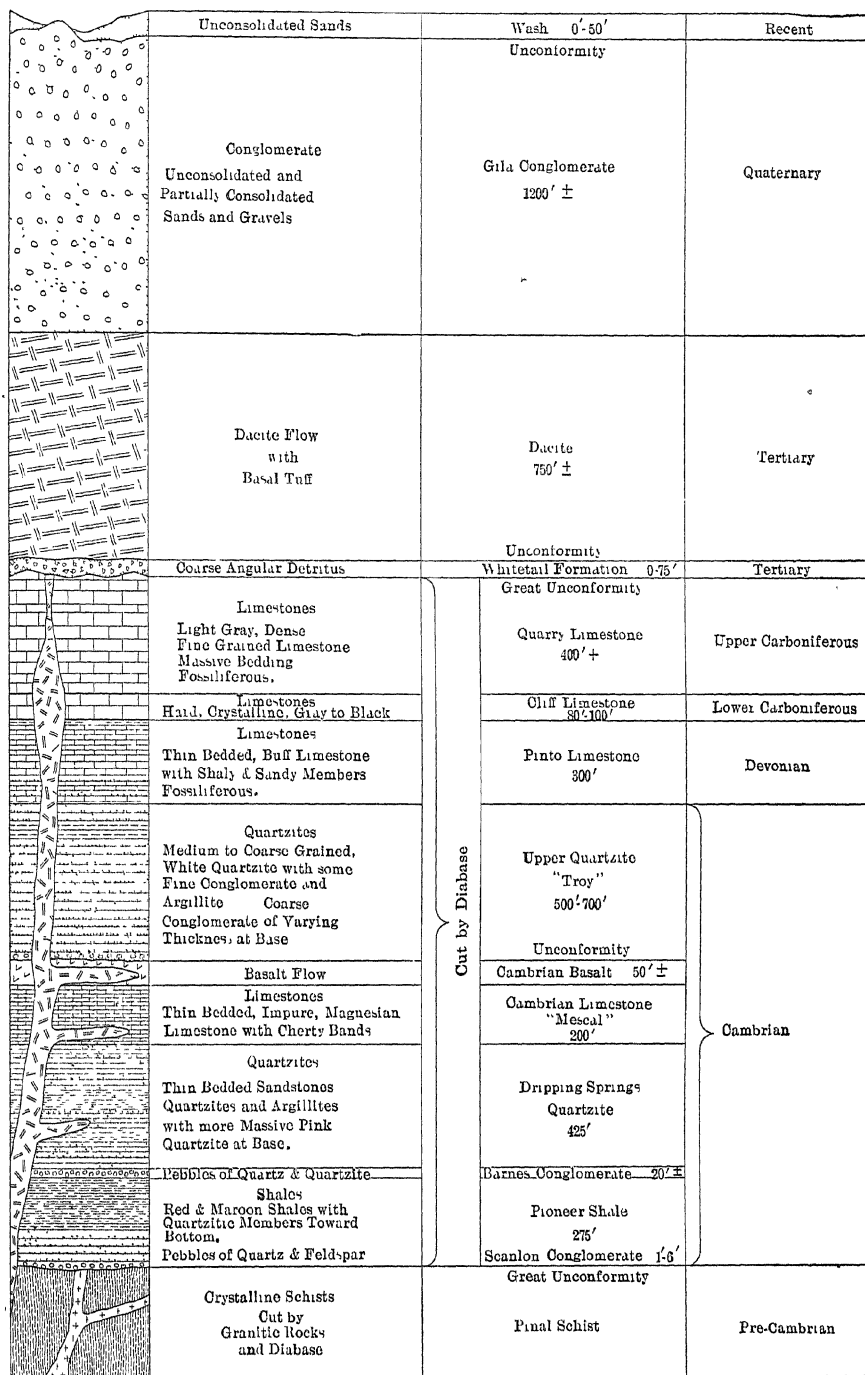 Unconsolidated Sands
Wash 0'-50'
Recent
Unconformity
Conglomerate
Unconsolidated and
Partially Consolidated
Sands and Gravels
Gila Conglomerate
1200' ±
Quaternary
Dacite Flow
with
Basal Tuff
Dacite
750' ±
Tertiary
Unconformity
Coarse Angular Detritus
Whitetail Formation 0-75'
Tertiary
Great Unconformity
Limestones
Light Gray, Dense
Fine Grained Limestone
Massive Bedding
Fossiliferous.
Quarry Limestone
400' +
Upper Carboniferous
Limestones
Hard, Crystalline, Gray to Black
Cliff Limestone
80'-100'
Lower Carboniferous
Limestones
Thin Bedded, Buff Limestone
with Shaly & Sandy Members
Fossiliferous.
Pinto Limestone
300'
Devonian
Cut by Diabase
Quartzites
Medium to Coarse Grained,
White Quartzite with some
Fine Conglomerate and
Argillite Coarse
Conglomerate of Varying
Thickness at Base
Upper Quartzite
"Troy"
500'-700'
Unconformity
Basalt Flow
Cambrian Basalt 50' ±
Limestones
Thin Bedded, Impure, Magnesian
Limestone with Cherty Bands
Cambrian Limestone
"Mescal"
200'
Cambrian
Quartzites
Thin Bedded Sandstones
Quartzites and Argillites
with more Massive Pink
Quartzite at Base.
Dripping Springs
Quartzite
425'
Pebbles of Quartz & Quartzite
Barnes Conglomerate 20' ±
Shales
Red & Maroon Shales with
Quartzitic Members Toward
Bottom.
Pebbles of Quartz & Feldspar
Pioneer Shale
275'
Scanlon Conglomerate 1'-6'
Great Unconformity
Crystalline Schists
Cut by
Granitic Rocks
and Diabase
Pinal Schist
Pre-Cambrian